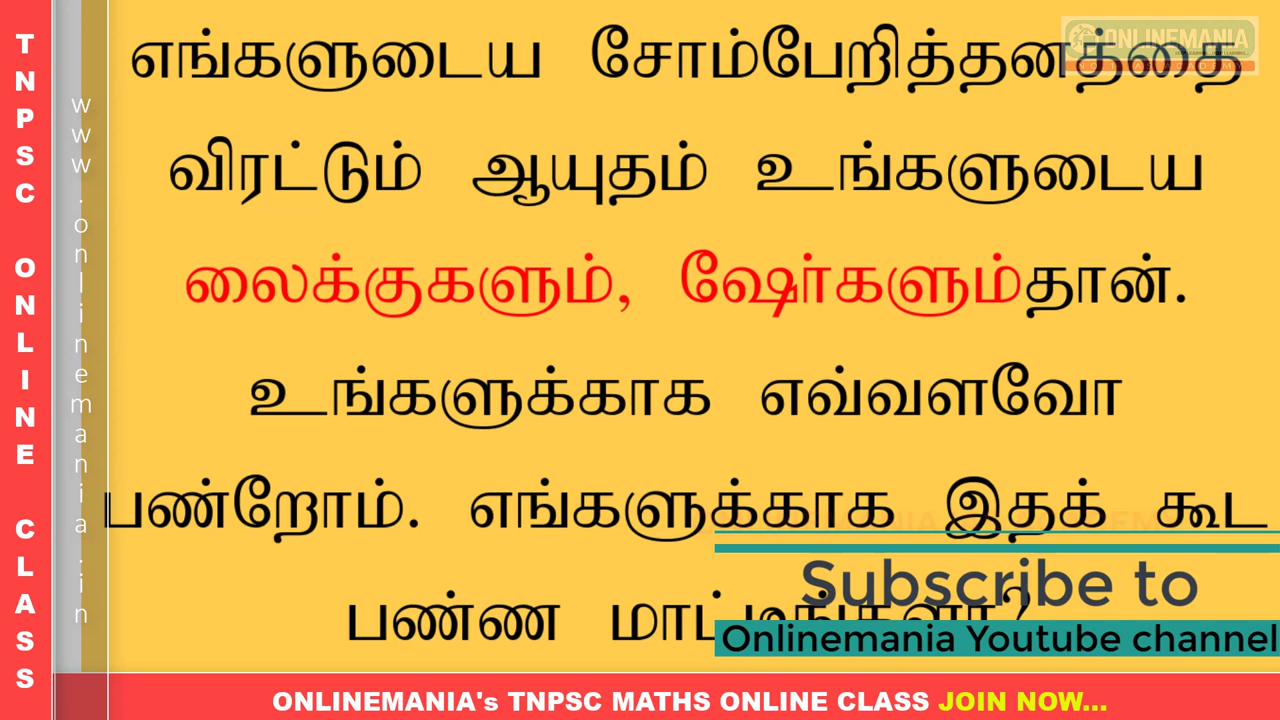 TNPSC ONLINE CLASS
www.onlinemania.in
ONLINEMANIA
எங்களுடைய சோம்பேறித்தனத்தை
விரட்டும் ஆயுதம் உங்களுடைய
லைக்குகளும், ஷேர்களும்தான்.
உங்களுக்காக எவ்வளவோ
பண்றோம். எங்களுக்காக இதக் கூட
பண்ண மாட்டீங்களா?
Subscribe to
Onlinemania Youtube channel
ONLINEMANIA's TNPSC MATHS ONLINE CLASS JOIN NOW...